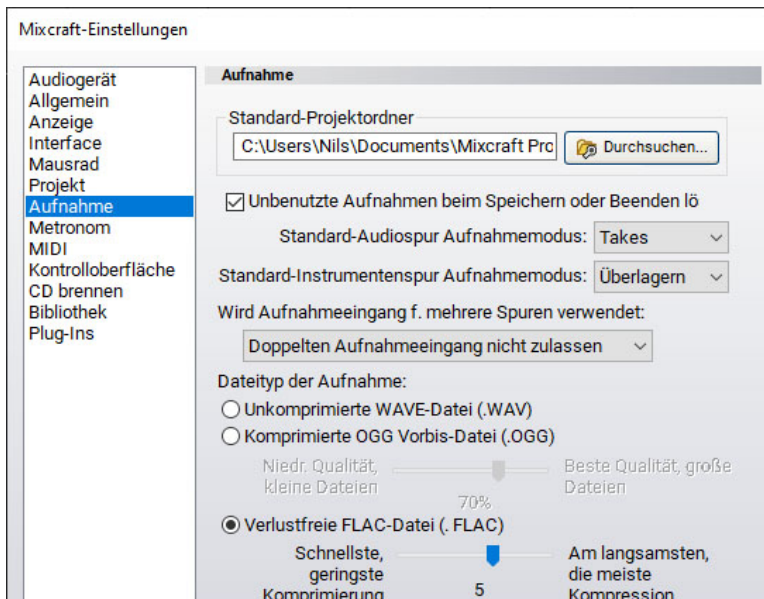 Mixcraft-Einstellungen
Audiogerät
Allgemein
Anzeige
Interface
Mausrad
Projekt
Aufnahme
Metronom
MIDI
Kontrolloberfläche
CD brennen
Bibliothek
Plug-Ins
Aufnahme
Standard-Projektordner
C:\Users\Nils\Documents\Mixcraft Pro
Durchsuchen...
Unbenutzte Aufnahmen beim Speichern oder Beenden lö
Standard-Audiospur Aufnahmemodus: Takes
Standard-Instrumentenspur Aufnahmemodus: Überlagern
Wird Aufnahmeeingang f. mehrere Spuren verwendet:
Doppelten Aufnahmeeingang nicht zulassen
Dateityp der Aufnahme:
Unkomprimierte WAVE-Datei (.WAV)
Komprimierte OGG Vorbis-Datei (.OGG)
Niedr. Qualität, kleine Dateien
Beste Qualität, große Dateien
70%
Verlustfreie FLAC-Datei (. FLAC)
Schnellste, geringste Komprimierung
5
Am langsamsten, die meiste Kompression